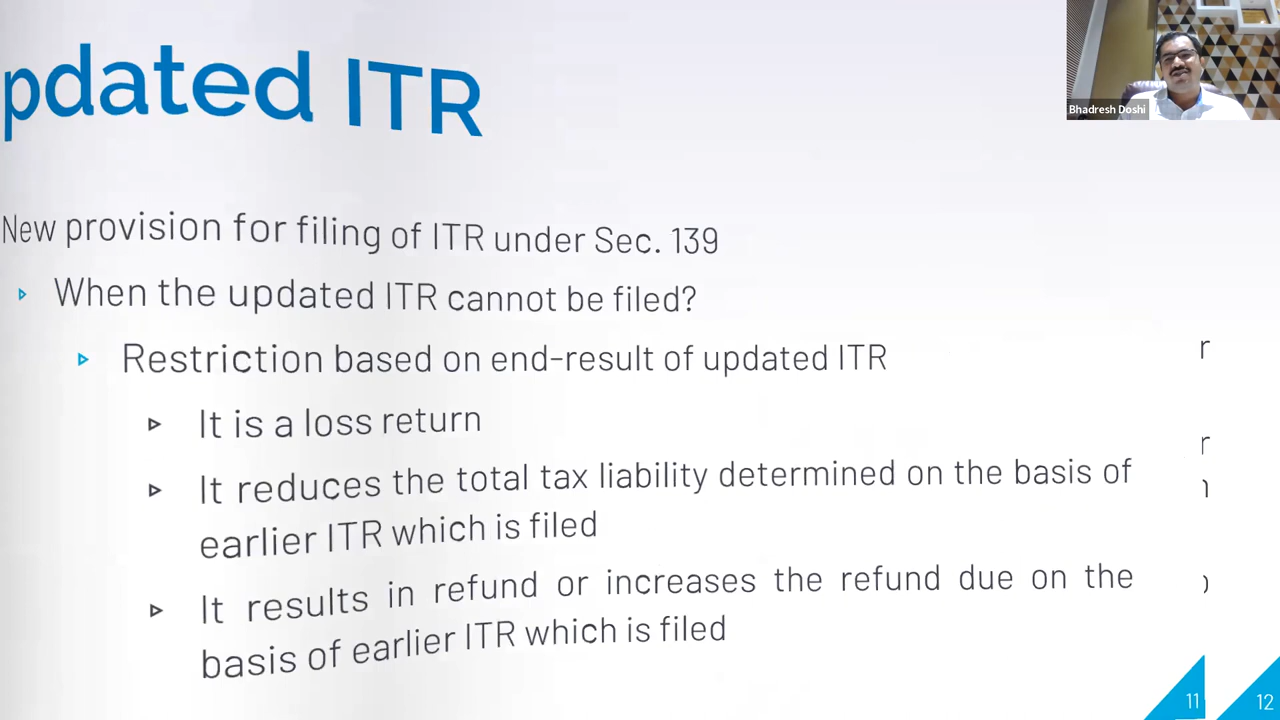 pdated ITR
Bhadresh Doshi
New provision for filing of ITR under Sec. 139
When the updated ITR cannot be filed?
Restriction based on end-result of updated ITR
It is a loss return
It reduces the total tax liability determined on the basis of
earlier ITR which is filed
It results in refund or increases the refund due on the
basis of earlier ITR which is filed
11
12